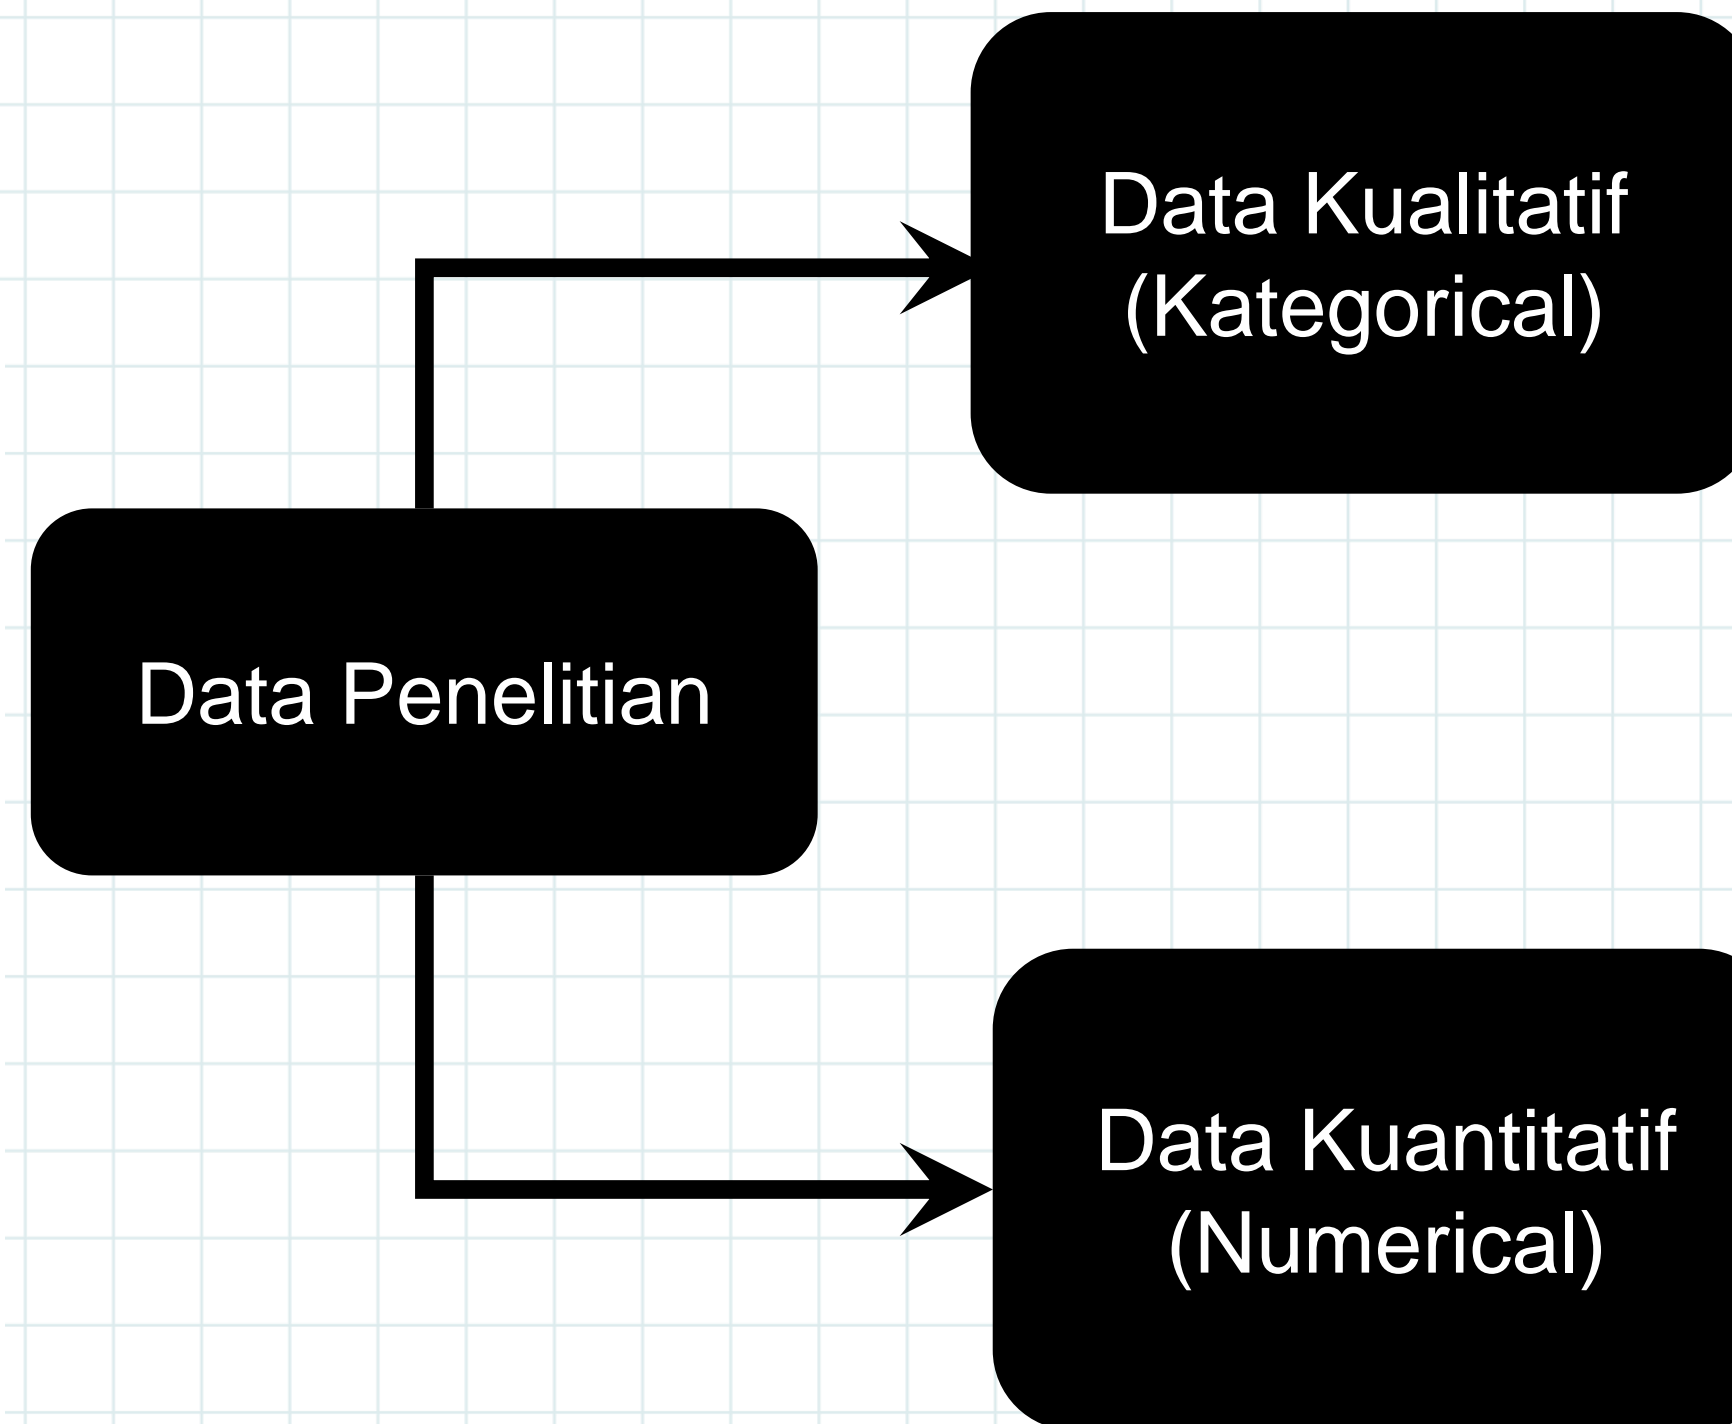 Data Kualitatif
(Kategorical)
Data Penelitian
Data Kuantitatif
(Numerical)